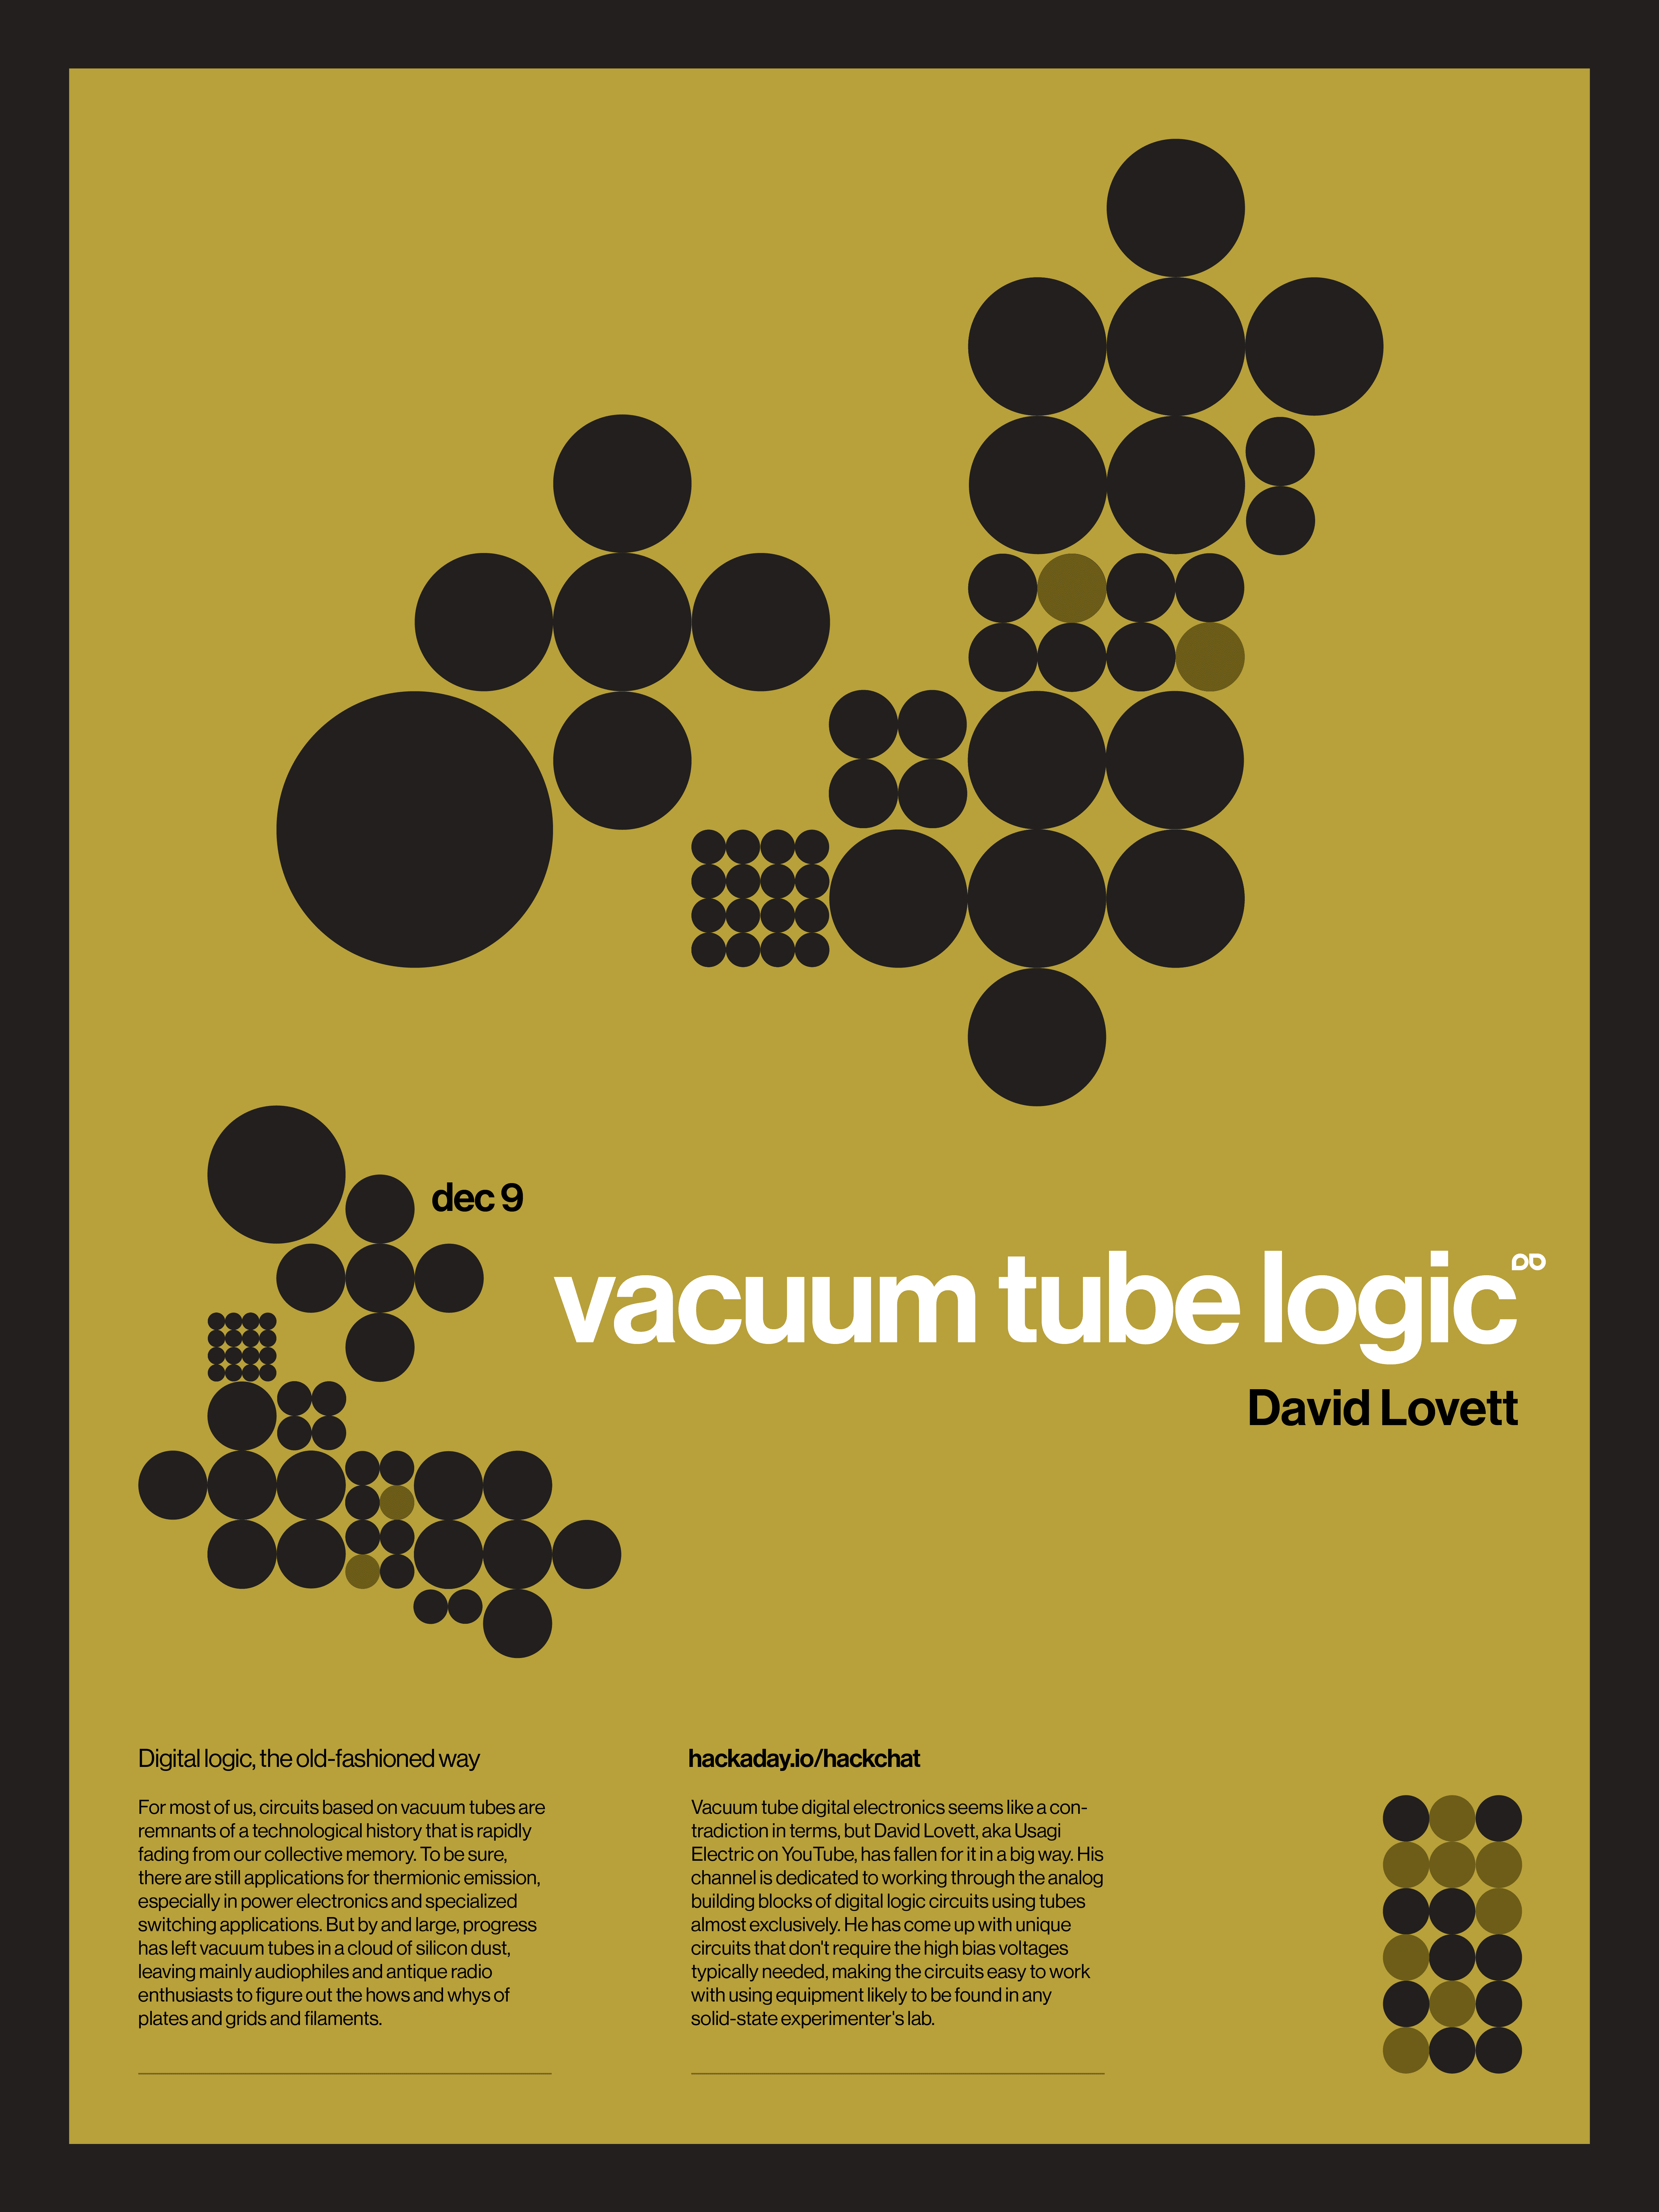 dec 9
vacuum tube logic
David Lovett
Digital logic, the old-fashioned way
For most of us, circuits based on vacuum tubes are
remnants of a technological history that is rapidly
fading from our collective memory. To be sure,
there are still applications for thermionic emission,
especially in power electronics and specialized
switching applications. But by and large, progress
has left vacuum tubes in a cloud of silicon dust,
leaving mainly audiophiles and antique radio
enthusiasts to figure out the hows and whys of
plates and grids and filaments.
hackaday.io/hackchat
Vacuum tube digital electronics seems like a con-
tradiction in terms, but David Lovett, aka Usagi
Electric on YouTube, has fallen for it in a big way. His
channel is dedicated to working through the analog
building blocks of digital logic circuits using tubes
almost exclusively. He has come up with unique
circuits that don't require the high bias voltages
typically needed, making the circuits easy to work
with using equipment likely to be found in any
solid-state experimenter's lab.